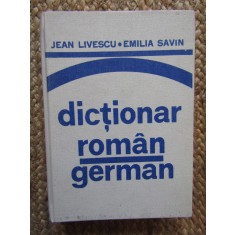 JEAN LIVESCU • EMILIA SAVIN
dicționar
român
german